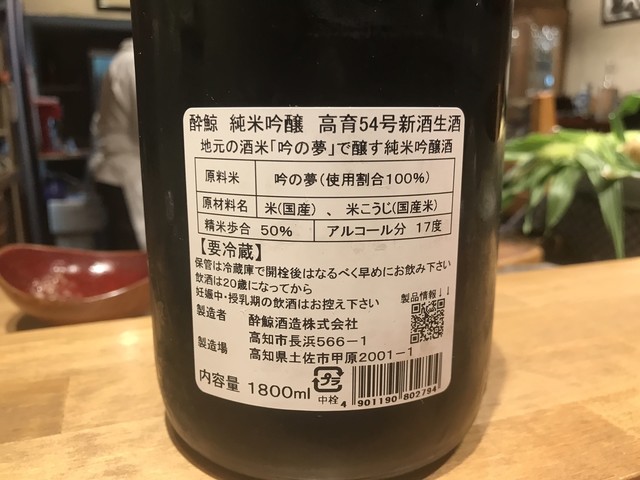 酔鯨 純米吟醸 高育54号新酒生酒
地元の酒米「吟の夢」で醸す純米吟醸酒
原料米 吟の夢(使用割合100%)
原材料名 米(国産)、米こうじ(国産米)
精米歩合 50% アルコール分 17度
【要冷蔵】
保管は冷蔵庫で開栓後はなるべく早めにお飲み下さい
飲酒は20歳になってから
妊娠中・授乳期の飲酒はお控え下さい
製品情報↓↓
製造者 酔鯨酒造株式会社
高知市長浜566-1
製造場 高知県土佐市甲原2001-1
内容量 1800ml
プラ
中栓
4 901190 802794